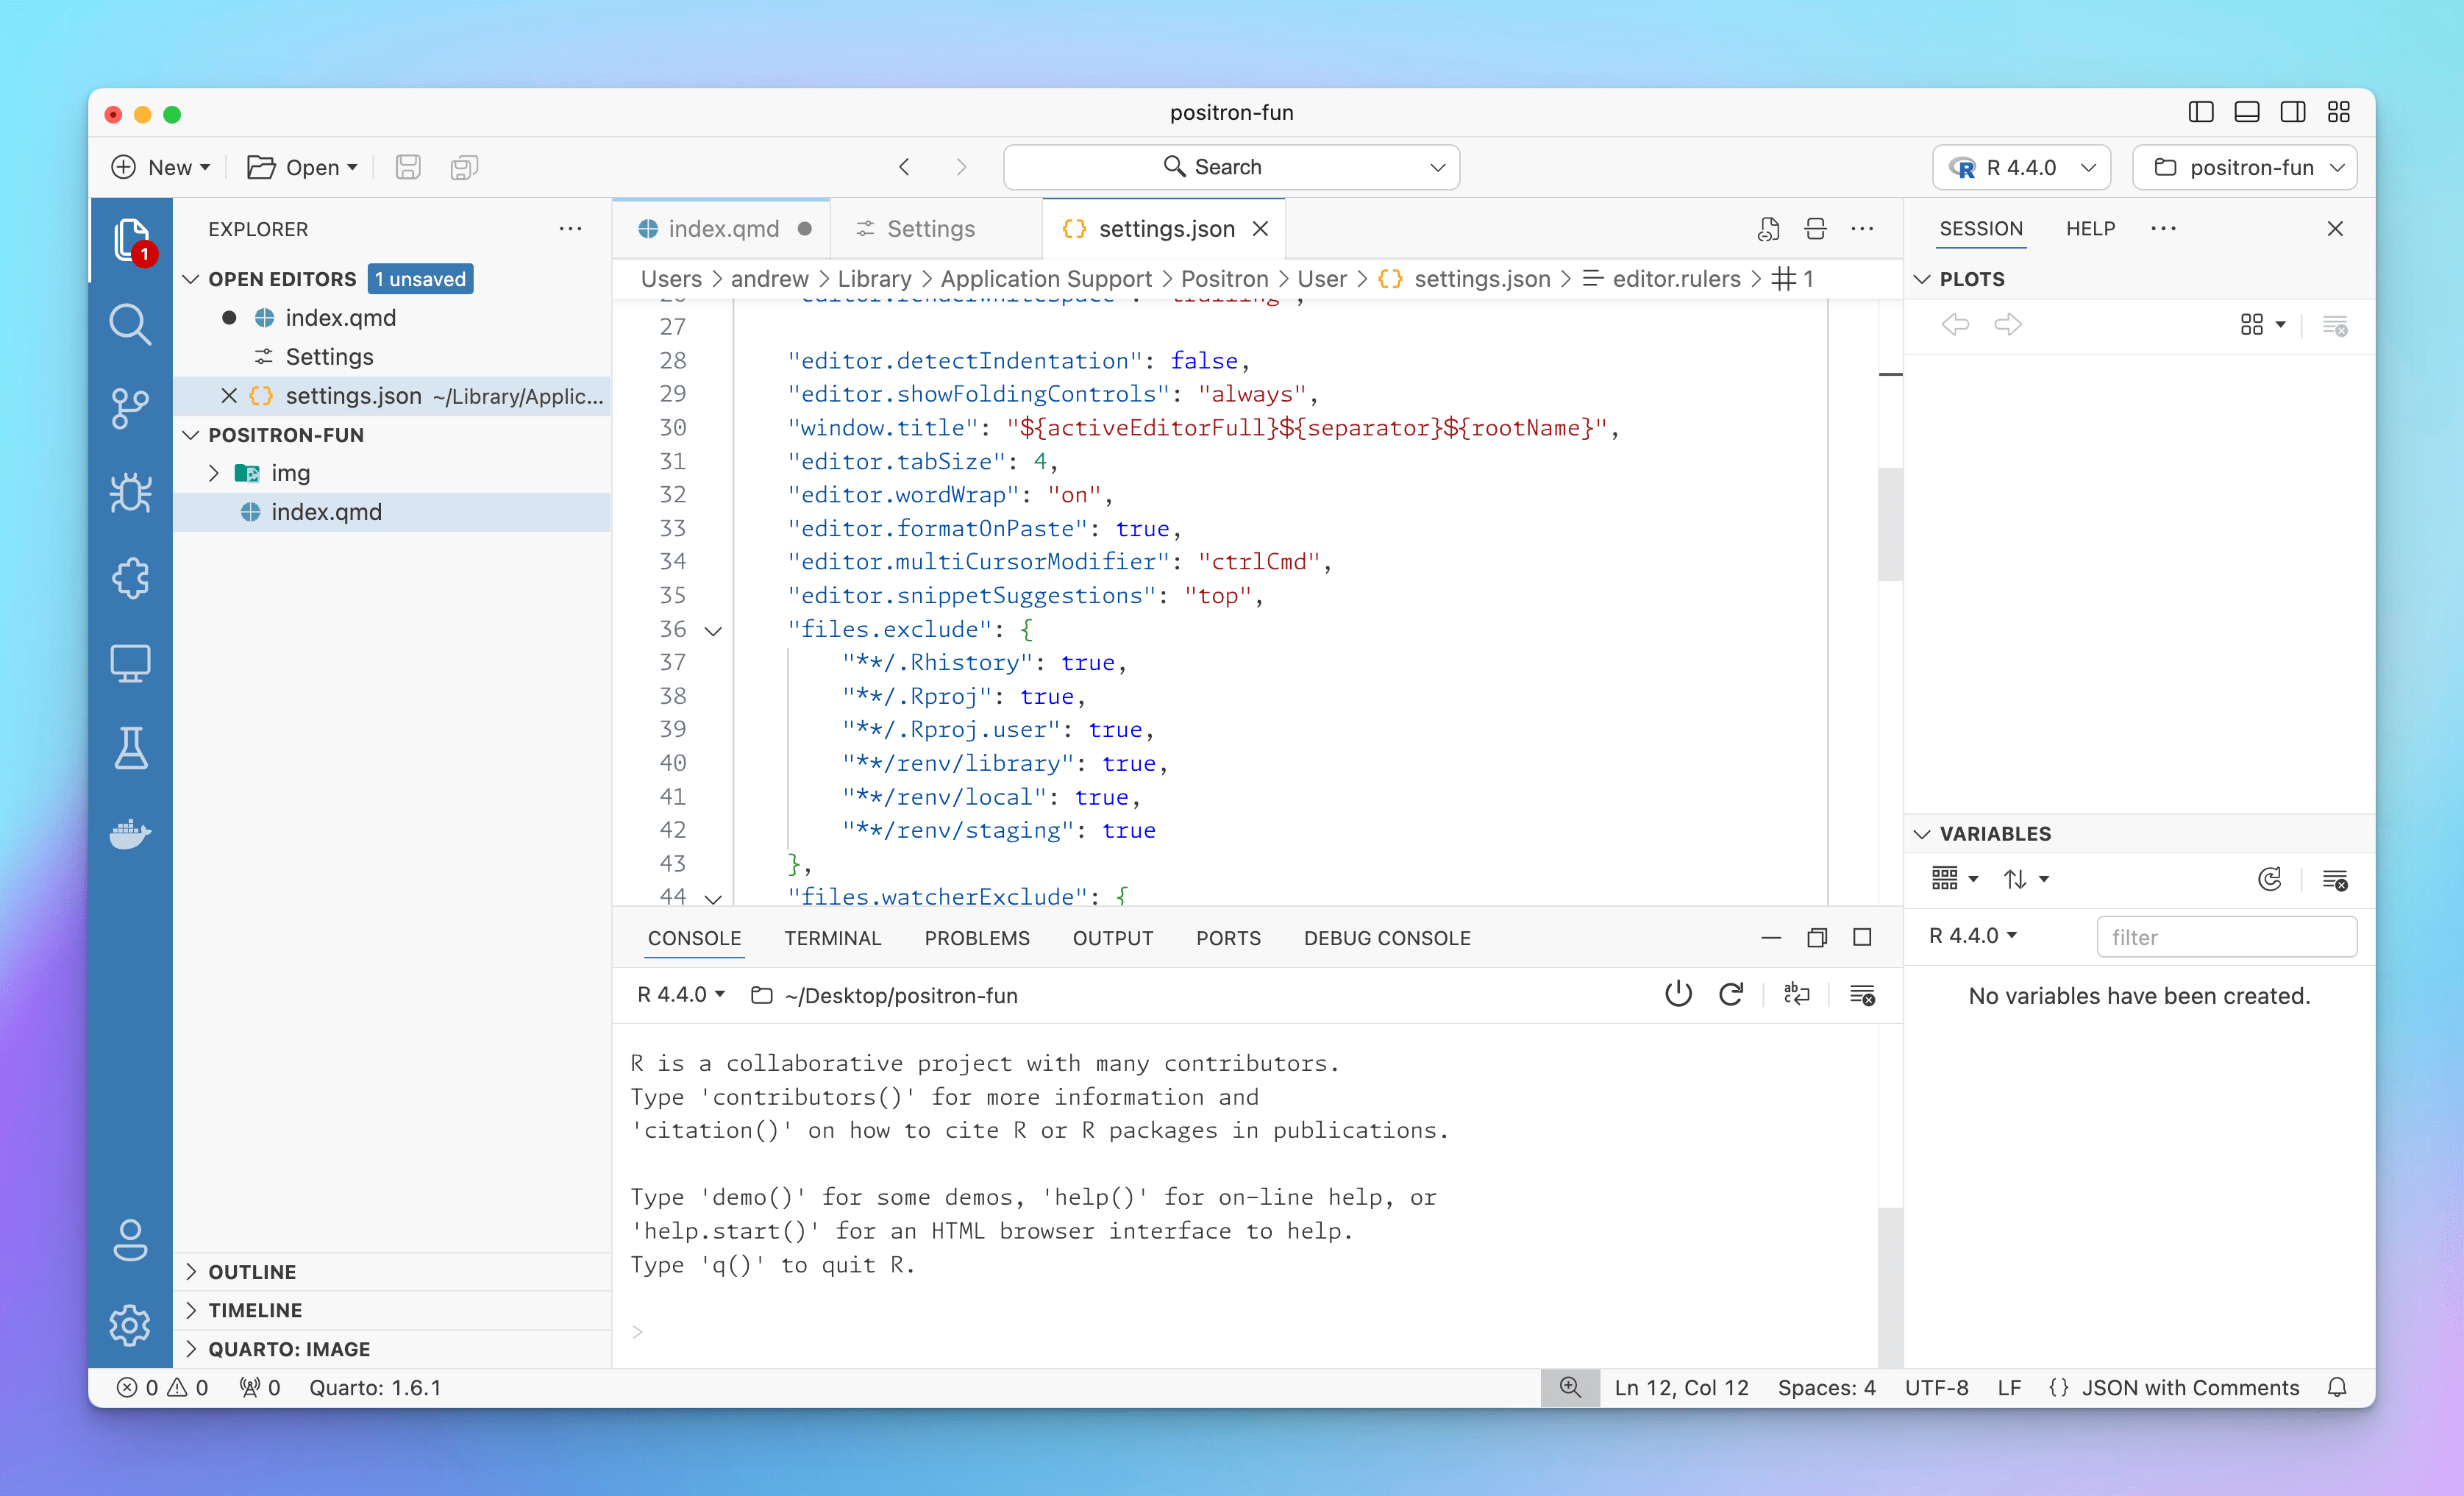 positron-fun
New
Open
Search
R 4.4.0
positron-fun
1
EXPLORER
OPEN EDITORS 1 unsaved
index.qmd
Settings
settings.json ~/Library/Applic...
POSITRON-FUN
img
index.qmd
OUTLINE
TIMELINE
QUARTO: IMAGE
index.qmd
Settings
settings.json
Users > andrew > Library > Application Support > Positron > User > {} settings.json > editor.rulers > # 1
26 "editor.renderWhitespace": "trailing",
27
28 "editor.detectIndentation": false,
29 "editor.showFoldingControls": "always",
30 "window.title": "${activeEditorFull}${separator}${rootName}",
31 "editor.tabSize": 4,
32 "editor.wordWrap": "on",
33 "editor.formatOnPaste": true,
34 "editor.multiCursorModifier": "ctrlCmd",
35 "editor.snippetSuggestions": "top",
36 "files.exclude": {
37 "**/.Rhistory": true,
38 "**/.Rproj": true,
39 "**/.Rproj.user": true,
40 "**/renv/library": true,
41 "**/renv/local": true,
42 "**/renv/staging": true
43 },
44 "files.watcherExclude": {
CONSOLE TERMINAL PROBLEMS OUTPUT PORTS DEBUG CONSOLE
R 4.4.0 ~/Desktop/positron-fun
R is a collaborative project with many contributors.
Type 'contributors()' for more information and
'citation()' on how to cite R or R packages in publications.
Type 'demo()' for some demos, 'help()' for on-line help, or
'help.start()' for an HTML browser interface to help.
Type 'q()' to quit R.
>
SESSION HELP
PLOTS
VARIABLES
R 4.4.0
filter
No variables have been created.
0 0 0 Quarto: 1.6.1
Ln 12, Col 12 Spaces: 4 UTF-8 LF {} JSON with Comments